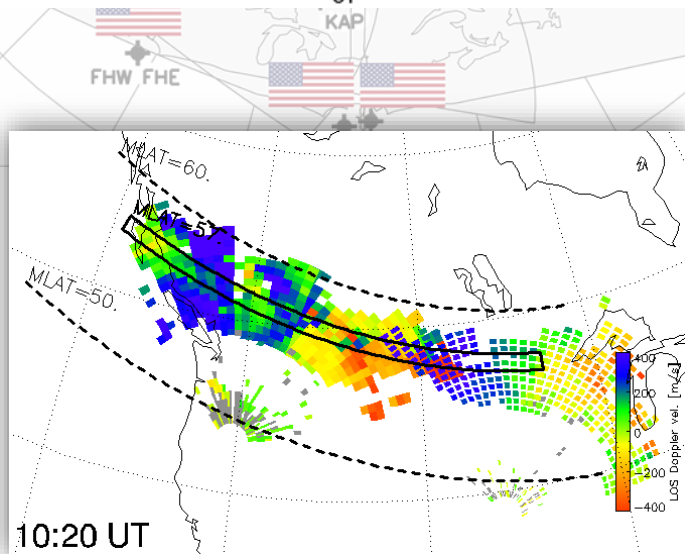 KAP
FHW FHE
MLAT=60.
MLAT=57.
MLAT=50.
400
200
0
−200
−400
LOS Doppler vel. [m/s]
10:20 UT